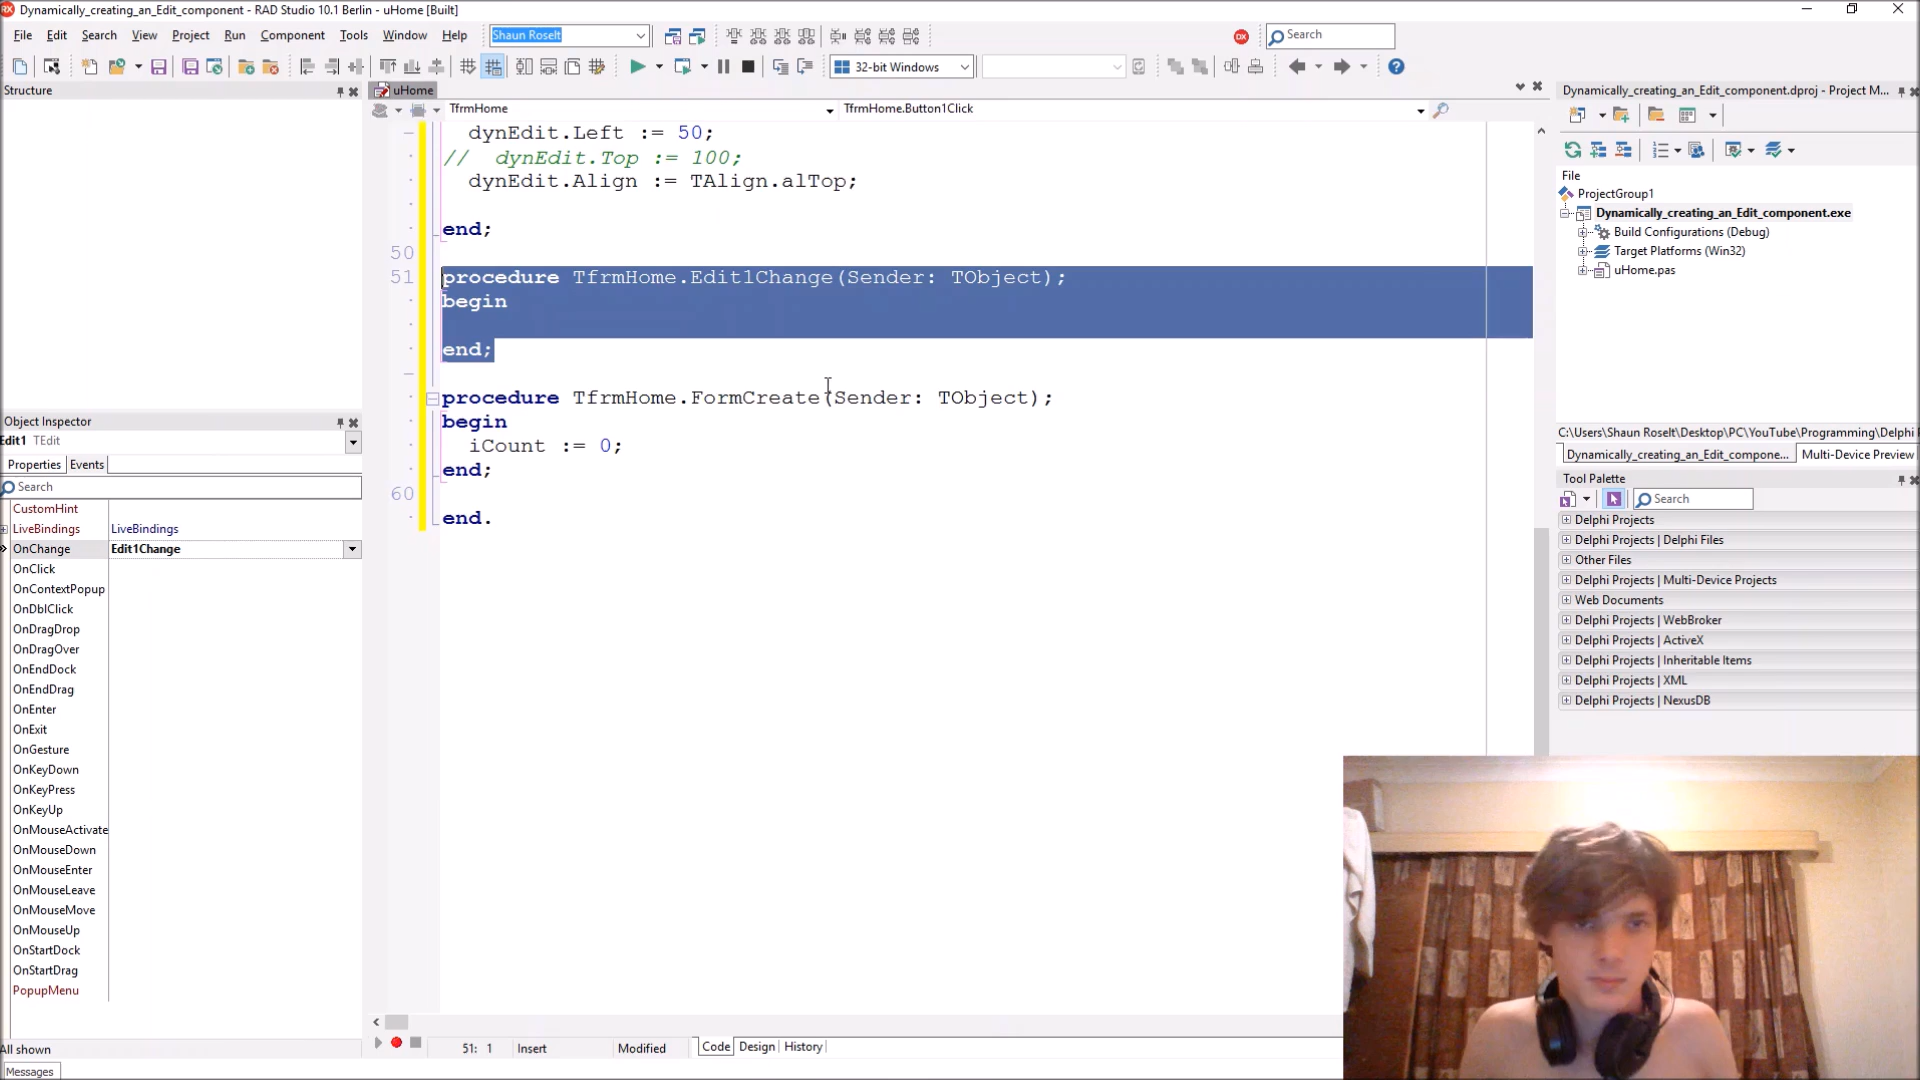 Dynamically_creating_an_Edit_component - RAD Studio 10.1 Berlin - uHome [Built]
File Edit Search View Project Run Component Tools Window Help Shaun Roselt Search
32-bit Windows
Structure
uHome
TfrmHome TfrmHome.Button1Click
dynEdit.Left := 50;
// dynEdit.Top := 100;
dynEdit.Align := TAlign.alTop;
end;
50
51 procedure TfrmHome.Edit1Change(Sender: TObject);
begin
end;
procedure TfrmHome.FormCreate(Sender: TObject);
begin
iCount := 0;
end;
60
end.
Object Inspector
Edit1 TEdit
Properties Events
Search
CustomHint
LiveBindings LiveBindings
OnChange Edit1Change
OnClick
OnContextPopup
OnDblClick
OnDragDrop
OnDragOver
OnEndDock
OnEndDrag
OnEnter
OnExit
OnGesture
OnKeyDown
OnKeyPress
OnKeyUp
OnMouseActivate
OnMouseDown
OnMouseEnter
OnMouseLeave
OnMouseMove
OnMouseUp
OnStartDock
OnStartDrag
PopupMenu
All shown
Messages
51: 1 Insert Modified Code Design History
Dynamically_creating_an_Edit_component.dproj - Project M...
File
ProjectGroup1
Dynamically_creating_an_Edit_component.exe
Build Configurations (Debug)
Target Platforms (Win32)
uHome.pas
C:\Users\Shaun Roselt\Desktop\PC\YouTube\Programming\Delphi
Dynamically_creating_an_Edit_compone... Multi-Device Preview
Tool Palette
Search
Delphi Projects
Delphi Projects | Delphi Files
Other Files
Delphi Projects | Multi-Device Projects
Web Documents
Delphi Projects | WebBroker
Delphi Projects | ActiveX
Delphi Projects | Inheritable Items
Delphi Projects | XML
Delphi Projects | NexusDB